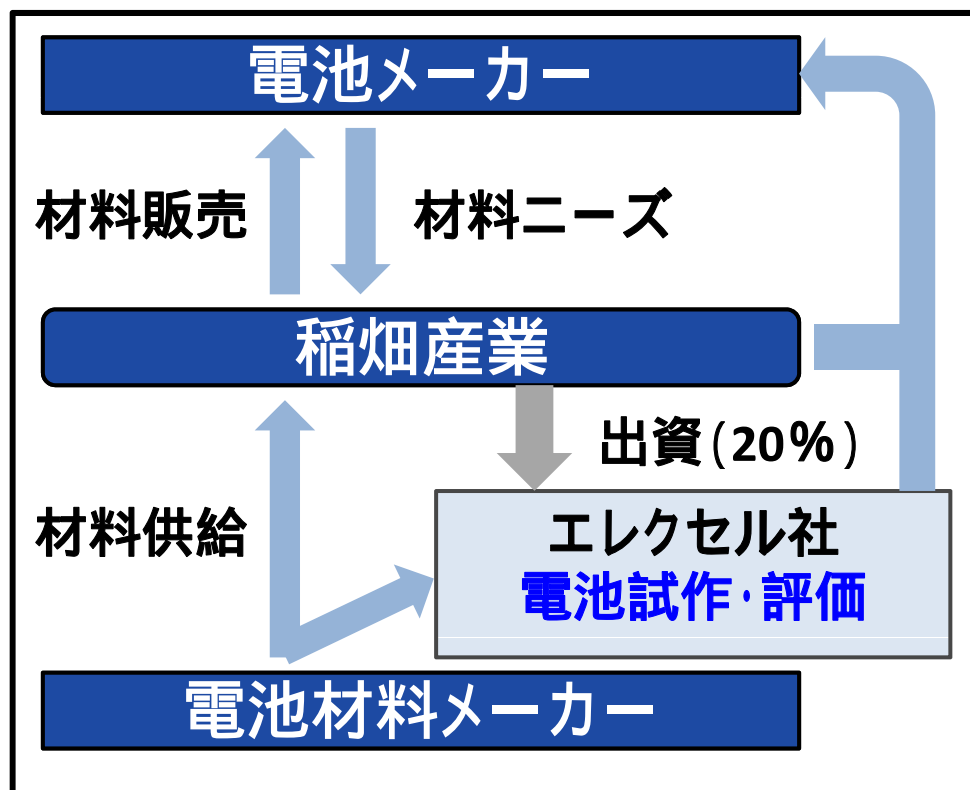 電池メーカー
材料販売
材料ニーズ
稲畑産業
出資(20%)
材料供給
エレクセル社
電池試作・評価
電池材料メーカー